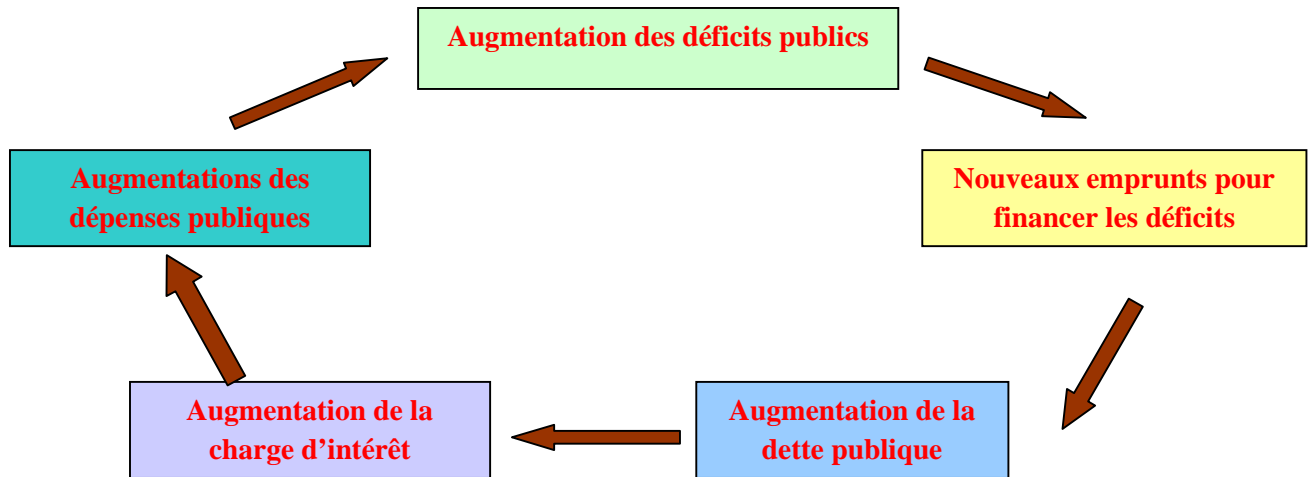 Augmentation des déficits publics
Augmentations des
dépenses publiques
Nouveaux emprunts pour
financer les déficits
Augmentation de la
charge d’intérêt
Augmentation de la
dette publique